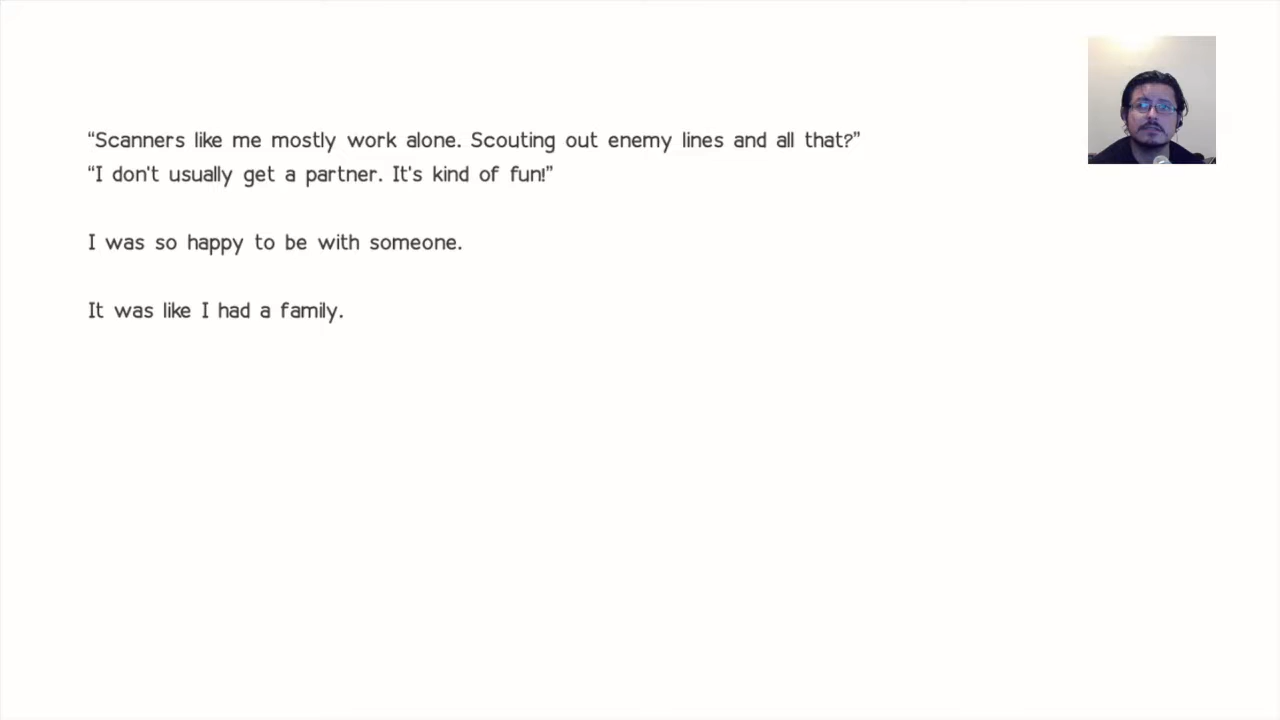 “Scanners like me mostly work alone. Scouting out enemy lines and all that?”
“I don't usually get a partner. It's kind of fun!”
I was so happy to be with someone.
It was like I had a family.